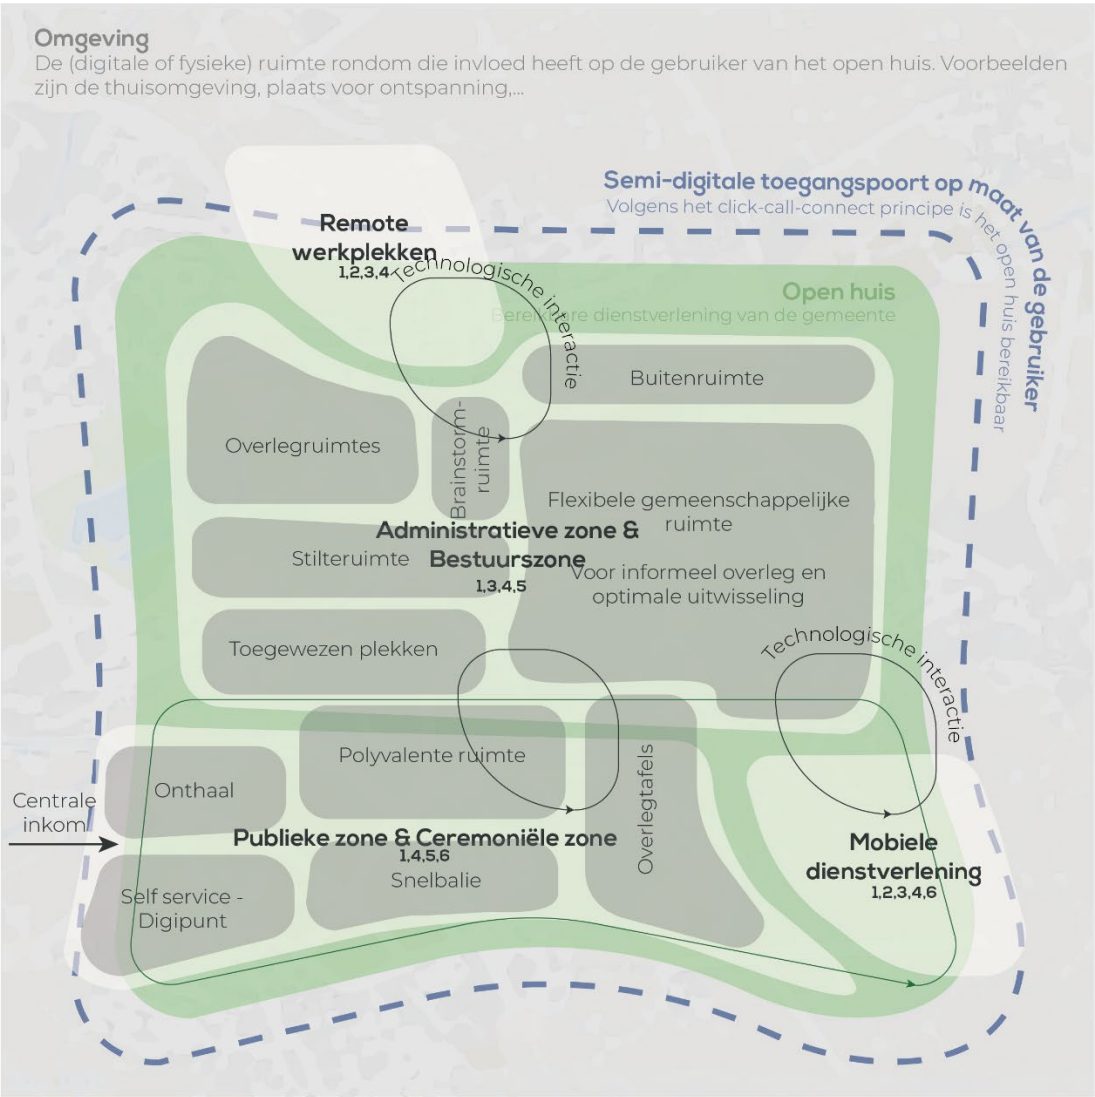 Omgeving
De (digitale of fysieke) ruimte rondom die invloed heeft op de gebruiker van het open huis. Voorbeelden
zijn de thuisomgeving, plaats voor ontspanning,...
Semi-digitale toegangspoort op maat van de gebruiker
Volgens het click-call-connect principe is het open huis bereikbaar
Remote
werkplekken
1,2,3,4
Technologische interactie
Open huis
Bereikbare dienstverlening van de gemeente
Buitenruimte
Overlegruimtes
Brainstorm-
ruimte
Flexibele gemeenschappelijke
ruimte
Voor informeel overleg en
optimale uitwisseling
Administratieve zone &
Bestuurszone
1,3,4,5
Stilteruimte
Toegewezen plekken
Technologische interactie
Polyvalente ruimte
Onthaal
Overlegtafels
Centrale
inkom
Publieke zone & Ceremoniële zone
1,4,5,6
Snelbalie
Self service -
Digipunt
Mobiele
dienstverlening
1,2,3,4,6